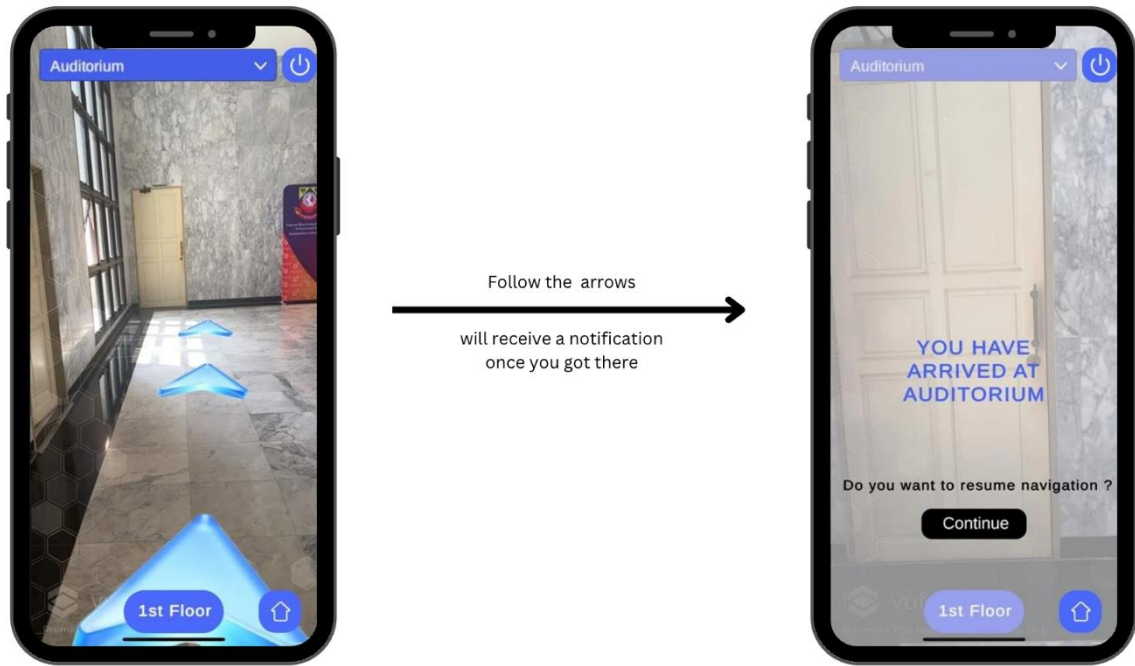 Auditorium
1st Floor
Follow the arrows
will receive a notification
once you got there
Auditorium
YOU HAVE
ARRIVED AT
AUDITORIUM
Do you want to resume navigation ?
Continue
1st Floor